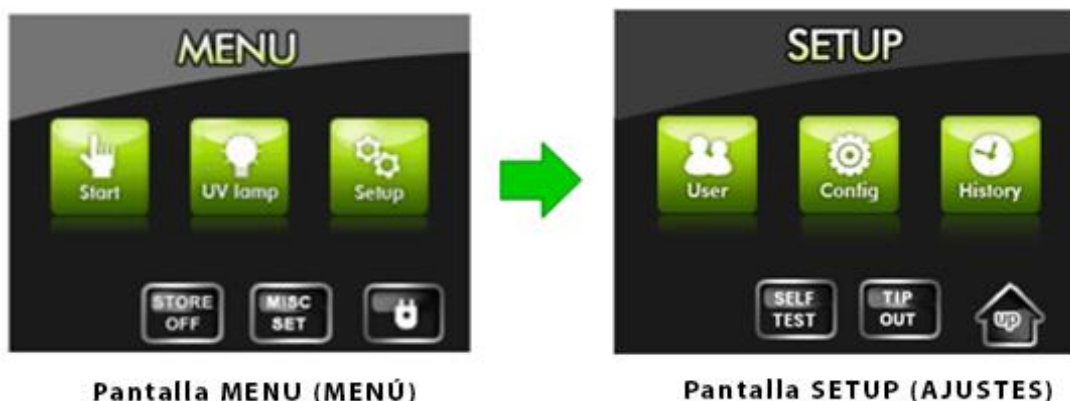 MENU
Start
UV lamp
Setup
STORE
OFF
MISC
SET
Pantalla MENU (MENÚ)
SETUP
User
Config
History
SELF
TEST
TIP
OUT
up
Pantalla SETUP (AJUSTES)